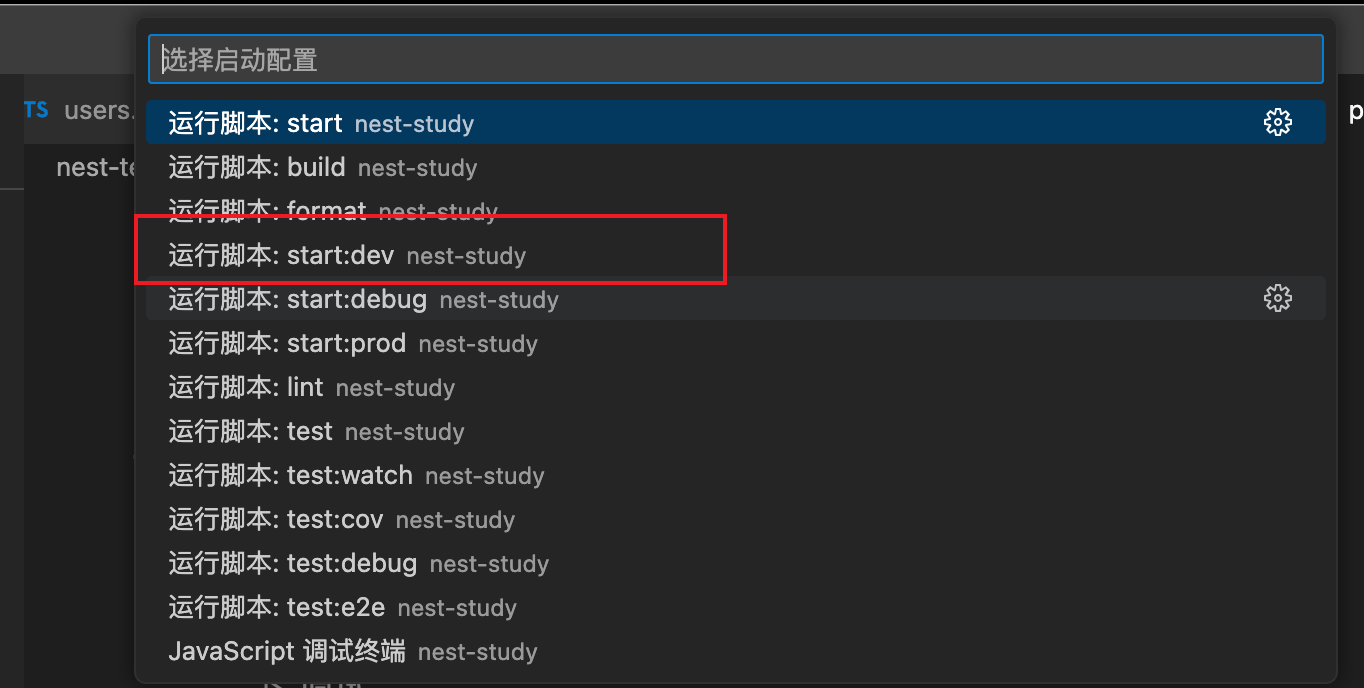 选择启动配置
TS users.
运行脚本: start nest-study
p
运行脚本: build nest-study
运行脚本: format nest-study
运行脚本: start:dev nest-study
运行脚本: start:debug nest-study
运行脚本: start:prod nest-study
运行脚本: lint nest-study
运行脚本: test nest-study
运行脚本: test:watch nest-study
运行脚本: test:cov nest-study
运行脚本: test:debug nest-study
运行脚本: test:e2e nest-study
JavaScript 调试终端 nest-study